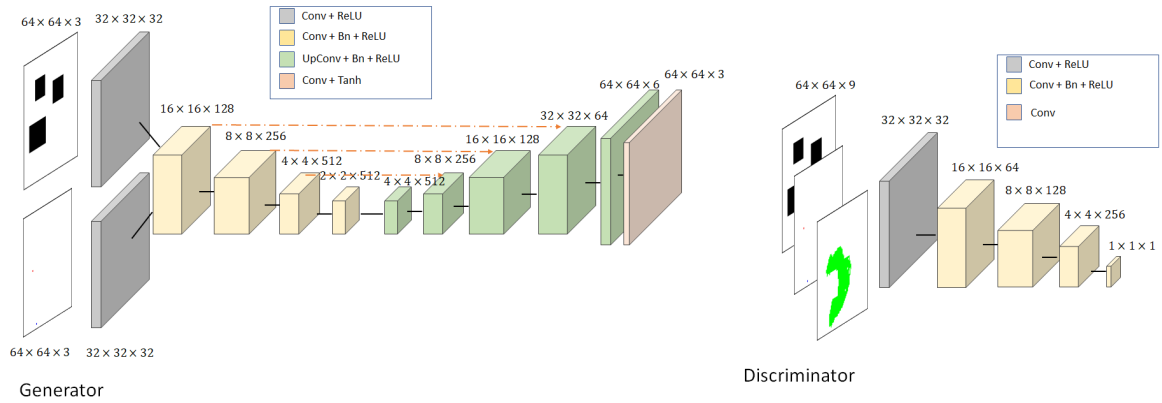 64 × 64 × 3
32 × 32 × 32
Conv + ReLU
Conv + Bn + ReLU
UpConv + Bn + ReLU
Conv + Tanh
16 × 16 × 128
8 × 8 × 256
4 × 4 × 512
2 × 2 × 512
4 × 4 × 512
8 × 8 × 256
16 × 16 × 128
32 × 32 × 64
64 × 64 × 6
64 × 64 × 3
64 × 64 × 3
32 × 32 × 32
Generator
Conv + ReLU
Conv + Bn + ReLU
Conv
64 × 64 × 9
32 × 32 × 32
16 × 16 × 64
8 × 8 × 128
4 × 4 × 256
1 × 1 × 1
Discriminator